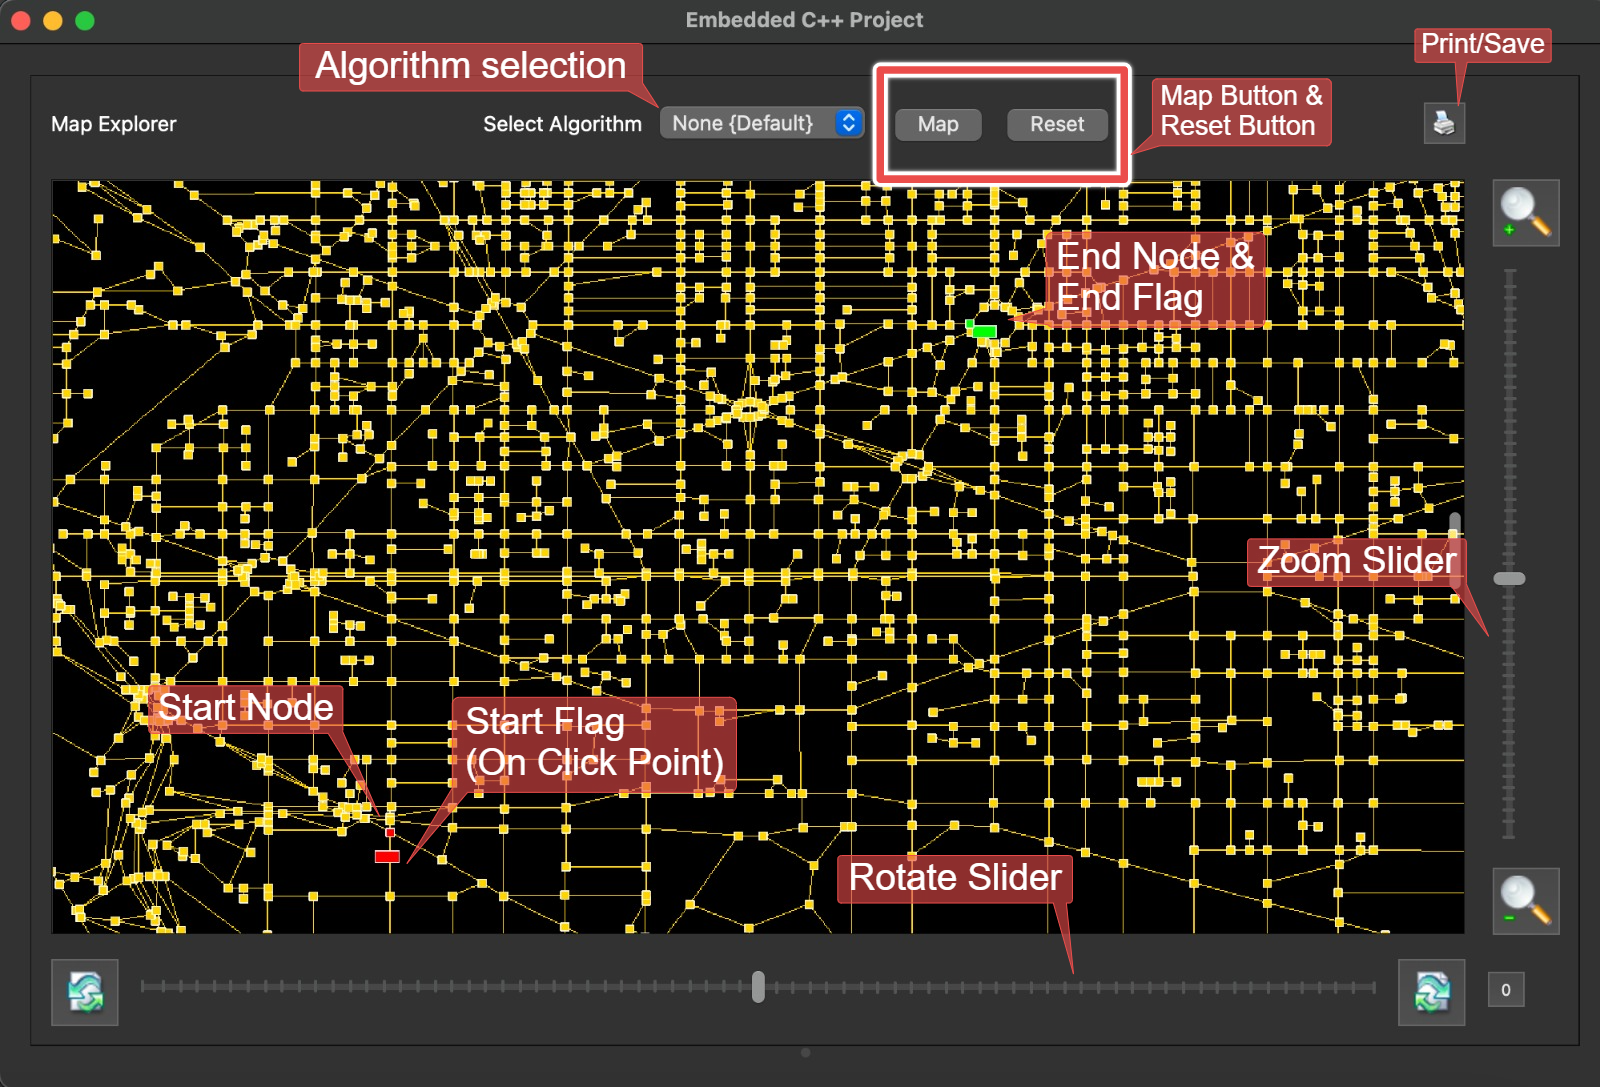 Embedded C++ Project
Print/Save
Algorithm selection
Map Button &
Reset Button
Map Explorer
Select Algorithm
None {Default}
Map
Reset
End Node &
End Flag
Zoom Slider
Start Node
Start Flag
(On Click Point)
Rotate Slider
0